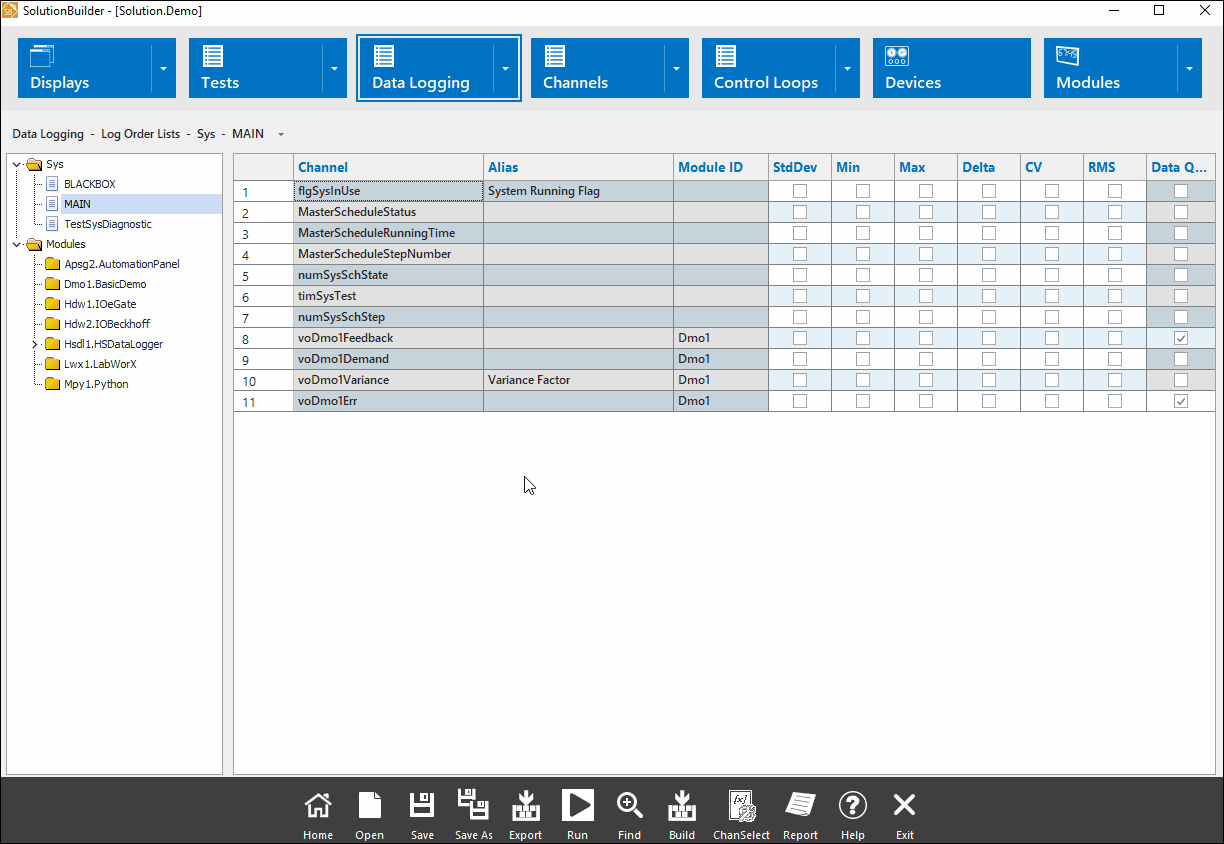 SolutionBuilder - [Solution.Demo]
Displays
Tests
Data Logging
Channels
Control Loops
Devices
Modules
Data Logging - Log Order Lists - Sys - MAIN
Sys
BLACKBOX
MAIN
TestSysDiagnostic
Modules
Apsg2.AutomationPanel
Dmo1.BasicDemo
Hdw1.IOeGate
Hdw2.IOBeckhoff
Hsdl1.HSDataLogger
Lwx1.LabWorX
Mpy1.Python
Channel Alias Module ID StdDev Min Max Delta CV RMS Data Q...
1 flgSysInUse System Running Flag
2 MasterScheduleStatus
3 MasterScheduleRunningTime
4 MasterScheduleStepNumber
5 numSysSchState
6 timSysTest
7 numSysSchStep
8 voDmo1Feedback Dmo1
9 voDmo1Demand Dmo1
10 voDmo1Variance Variance Factor Dmo1
11 voDmo1Err Dmo1
Home Open Save Save As Export Run Find Build ChanSelect Report Help Exit